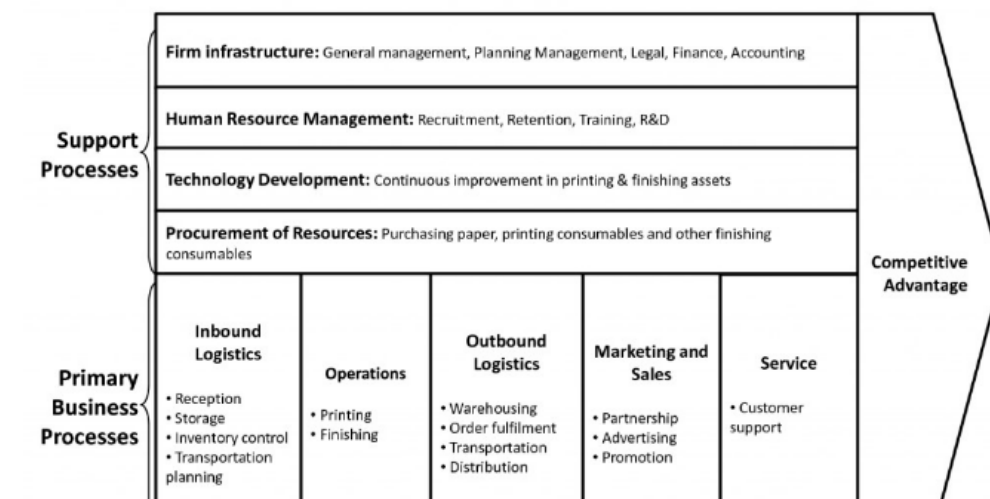 Firm infrastructure: General management, Planning Management, Legal, Finance, Accounting
Human Resource Management: Recruitment, Retention, Training, R&D
Support
Processes
Technology Development: Continuous improvement in printing & finishing assets
Procurement of Resources: Purchasing paper, printing consumables and other finishing
consumables
Competitive
Advantage
Primary
Business
Processes
Inbound
Logistics
• Reception
• Storage
• Inventory control
• Transportation
planning
Operations
• Printing
• Finishing
Outbound
Logistics
• Warehousing
• Order fulfilment
• Transportation
• Distribution
Marketing and
Sales
• Partnership
• Advertising
• Promotion
Service
• Customer
support